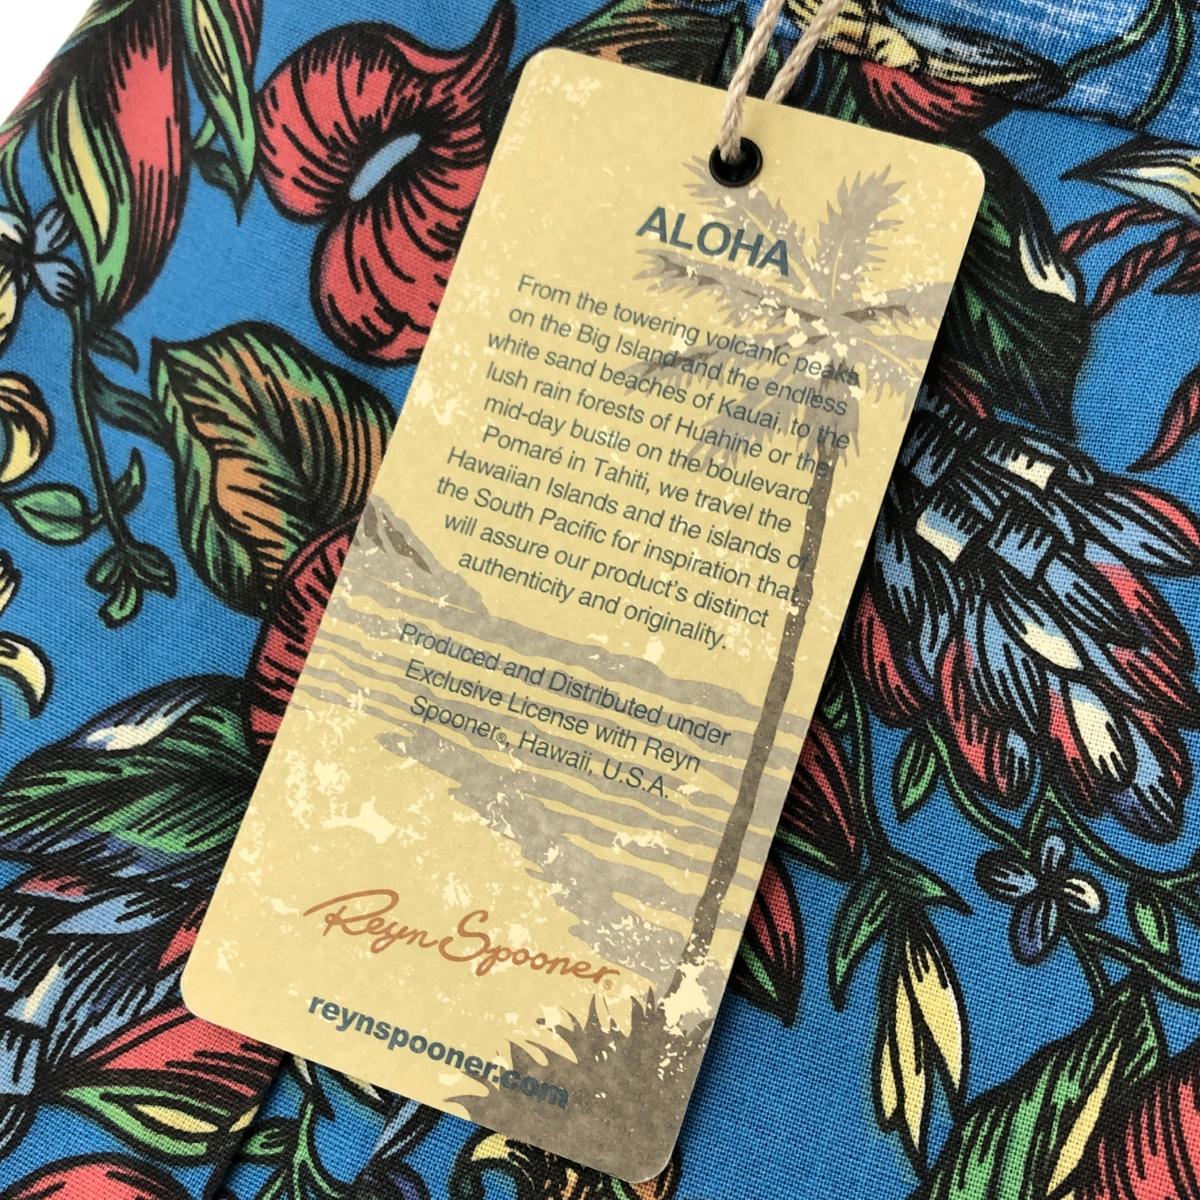 ALOHA
From the towering volcanic peaks
on the Big Island and the endless
white sand beaches of Kauai, to the
lush rain forests of Huahine or the
mid-day bustle on the boulevard
Pomaré in Tahiti, we travel the
Hawaiian Islands and the islands of
the South Pacific for inspiration that
will assure our product's distinct
authenticity and originality.
Produced and Distributed under
Exclusive License with Reyn
Spooner®, Hawaii, U.S.A.
Reyn Spooner®
reynspooner.com